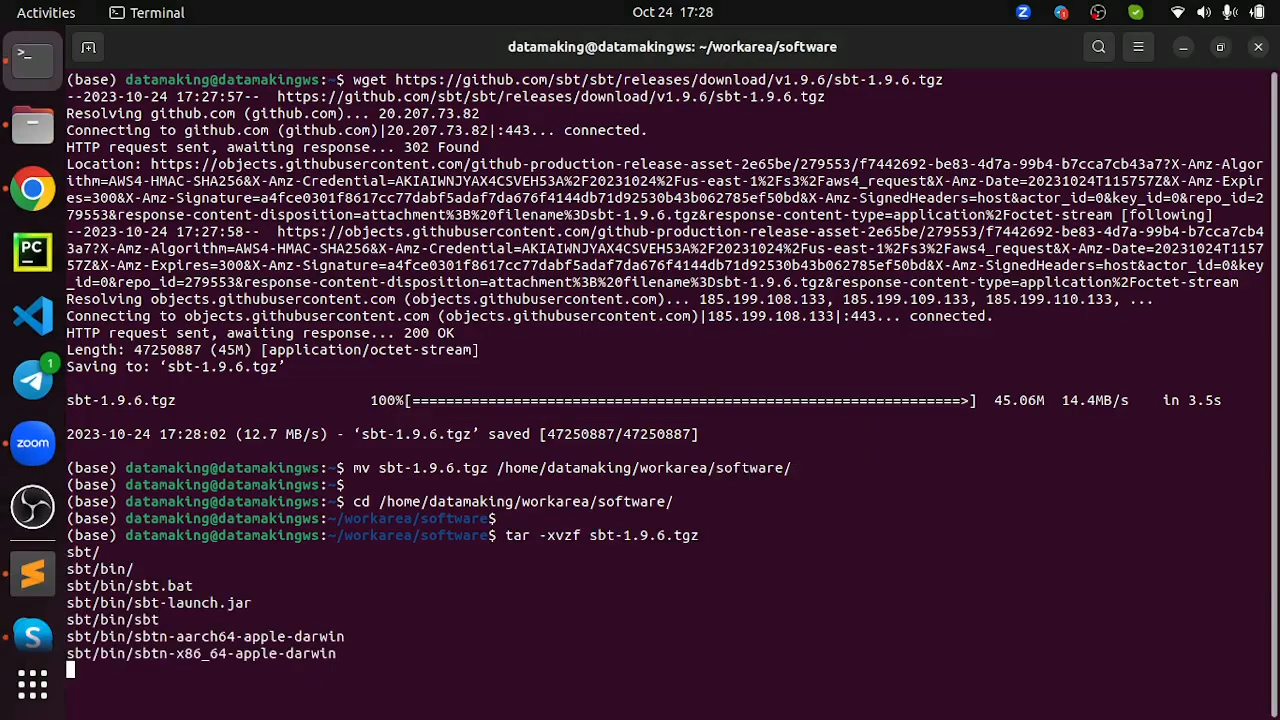 Activities
Terminal
Oct 24 17:28
datamaking@datamakingws: ~/workarea/software
(base) datamaking@datamakingws:~$ wget https://github.com/sbt/sbt/releases/download/v1.9.6/sbt-1.9.6.tgz
--2023-10-24 17:27:57--  https://github.com/sbt/sbt/releases/download/v1.9.6/sbt-1.9.6.tgz
Resolving github.com (github.com)... 20.207.73.82
Connecting to github.com (github.com)|20.207.73.82|:443... connected.
HTTP request sent, awaiting response... 302 Found
Location: https://objects.githubusercontent.com/github-production-release-asset-2e65be/279553/f7442692-be83-4d7a-99b4-b7cca7cb43a7?X-Amz-Algor
ithm=AWS4-HMAC-SHA256&X-Amz-Credential=AKIAIWNJYAX4CSVEH53A%2F20231024%2Fus-east-1%2Fs3%2Faws4_request&X-Amz-Date=20231024T115757Z&X-Amz-Expir
es=300&X-Amz-Signature=a4fce0301f8617cc77dabf5adaf7da676f4144db71d92530b43b062785ef50bd&X-Amz-SignedHeaders=host&actor_id=0&key_id=0&repo_id=2
79553&response-content-disposition=attachment%3B%20filename%3Dsbt-1.9.6.tgz&response-content-type=application%2Foctet-stream [following]
--2023-10-24 17:27:58--  https://objects.githubusercontent.com/github-production-release-asset-2e65be/279553/f7442692-be83-4d7a-99b4-b7cca7cb4
3a7?X-Amz-Algorithm=AWS4-HMAC-SHA256&X-Amz-Credential=AKIAIWNJYAX4CSVEH53A%2F20231024%2Fus-east-1%2Fs3%2Faws4_request&X-Amz-Date=20231024T1157
57Z&X-Amz-Expires=300&X-Amz-Signature=a4fce0301f8617cc77dabf5adaf7da676f4144db71d92530b43b062785ef50bd&X-Amz-SignedHeaders=host&actor_id=0&key
_id=0&repo_id=279553&response-content-disposition=attachment%3B%20filename%3Dsbt-1.9.6.tgz&response-content-type=application%2Foctet-stream
Resolving objects.githubusercontent.com (objects.githubusercontent.com)... 185.199.108.133, 185.199.109.133, 185.199.110.133, ...
Connecting to objects.githubusercontent.com (objects.githubusercontent.com)|185.199.108.133|:443... connected.
HTTP request sent, awaiting response... 200 OK
Length: 47250887 (45M) [application/octet-stream]
Saving to: ‘sbt-1.9.6.tgz’
sbt-1.9.6.tgz 100%[=================================================================>] 45.06M 14.4MB/s in 3.5s
2023-10-24 17:28:02 (12.7 MB/s) - ‘sbt-1.9.6.tgz’ saved [47250887/47250887]
(base) datamaking@datamakingws:~$ mv sbt-1.9.6.tgz /home/datamaking/workarea/software/
(base) datamaking@datamakingws:~$
(base) datamaking@datamakingws:~$ cd /home/datamaking/workarea/software/
(base) datamaking@datamakingws:~/workarea/software$
(base) datamaking@datamakingws:~/workarea/software$ tar -xvzf sbt-1.9.6.tgz
sbt/
sbt/bin/
sbt/bin/sbt.bat
sbt/bin/sbt-launch.jar
sbt/bin/sbt
sbt/bin/sbtn-aarch64-apple-darwin
sbt/bin/sbtn-x86_64-apple-darwin
PC
1
zoom